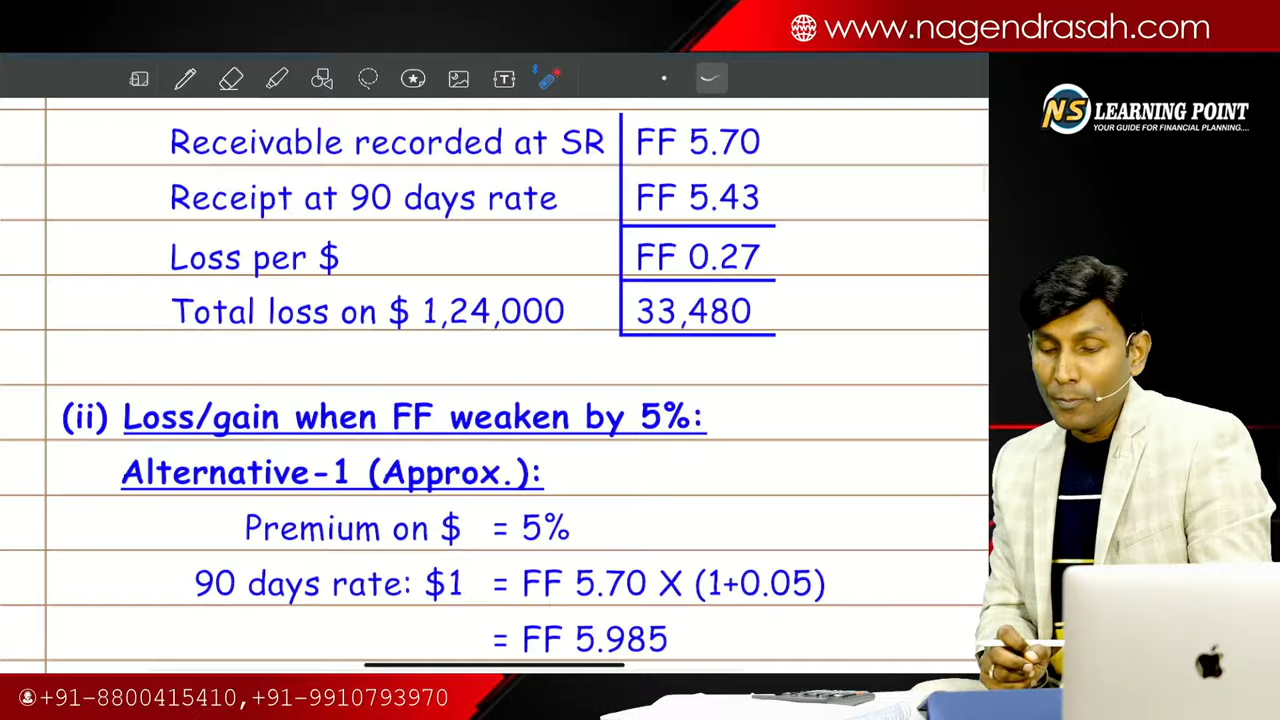 www.nagendrasah.com
NS LEARNING POINT
YOUR GUIDE FOR FINANCIAL PLANNING....
Receivable recorded at SR FF 5.70
Receipt at 90 days rate FF 5.43
Loss per $ FF 0.27
Total loss on $ 1,24,000 33,480
(ii) Loss/gain when FF weaken by 5%:
Alternative-1 (Approx.):
Premium on $ = 5%
90 days rate: $1 = FF 5.70 X (1+0.05)
= FF 5.985
+91-8800415410,+91-9910793970